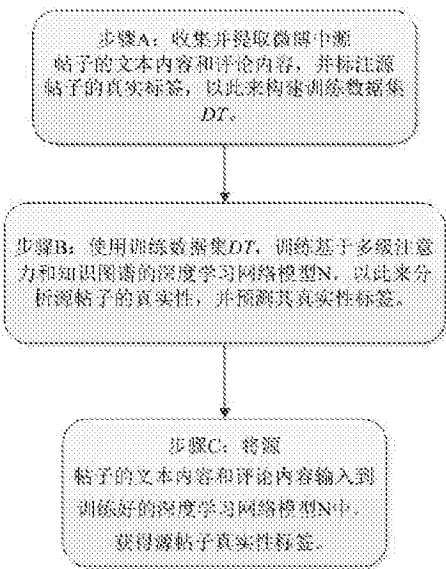 步骤A：收集并提取微博中源
帖子的文本内容和评论内容，并标注源
帖子的真实标签，以此来构建训练数据集
DT。
步骤B：使用训练数据集DT，训练基于多级注意
力和知识图谱的深度学习网络模型N，以此来分
析源帖子的真实性，并预测其真实性标签。
步骤C：将源
帖子的文本内容和评论内容输入到
训练好的深度学习网络模型N中，
获得源帖子真实性标签。